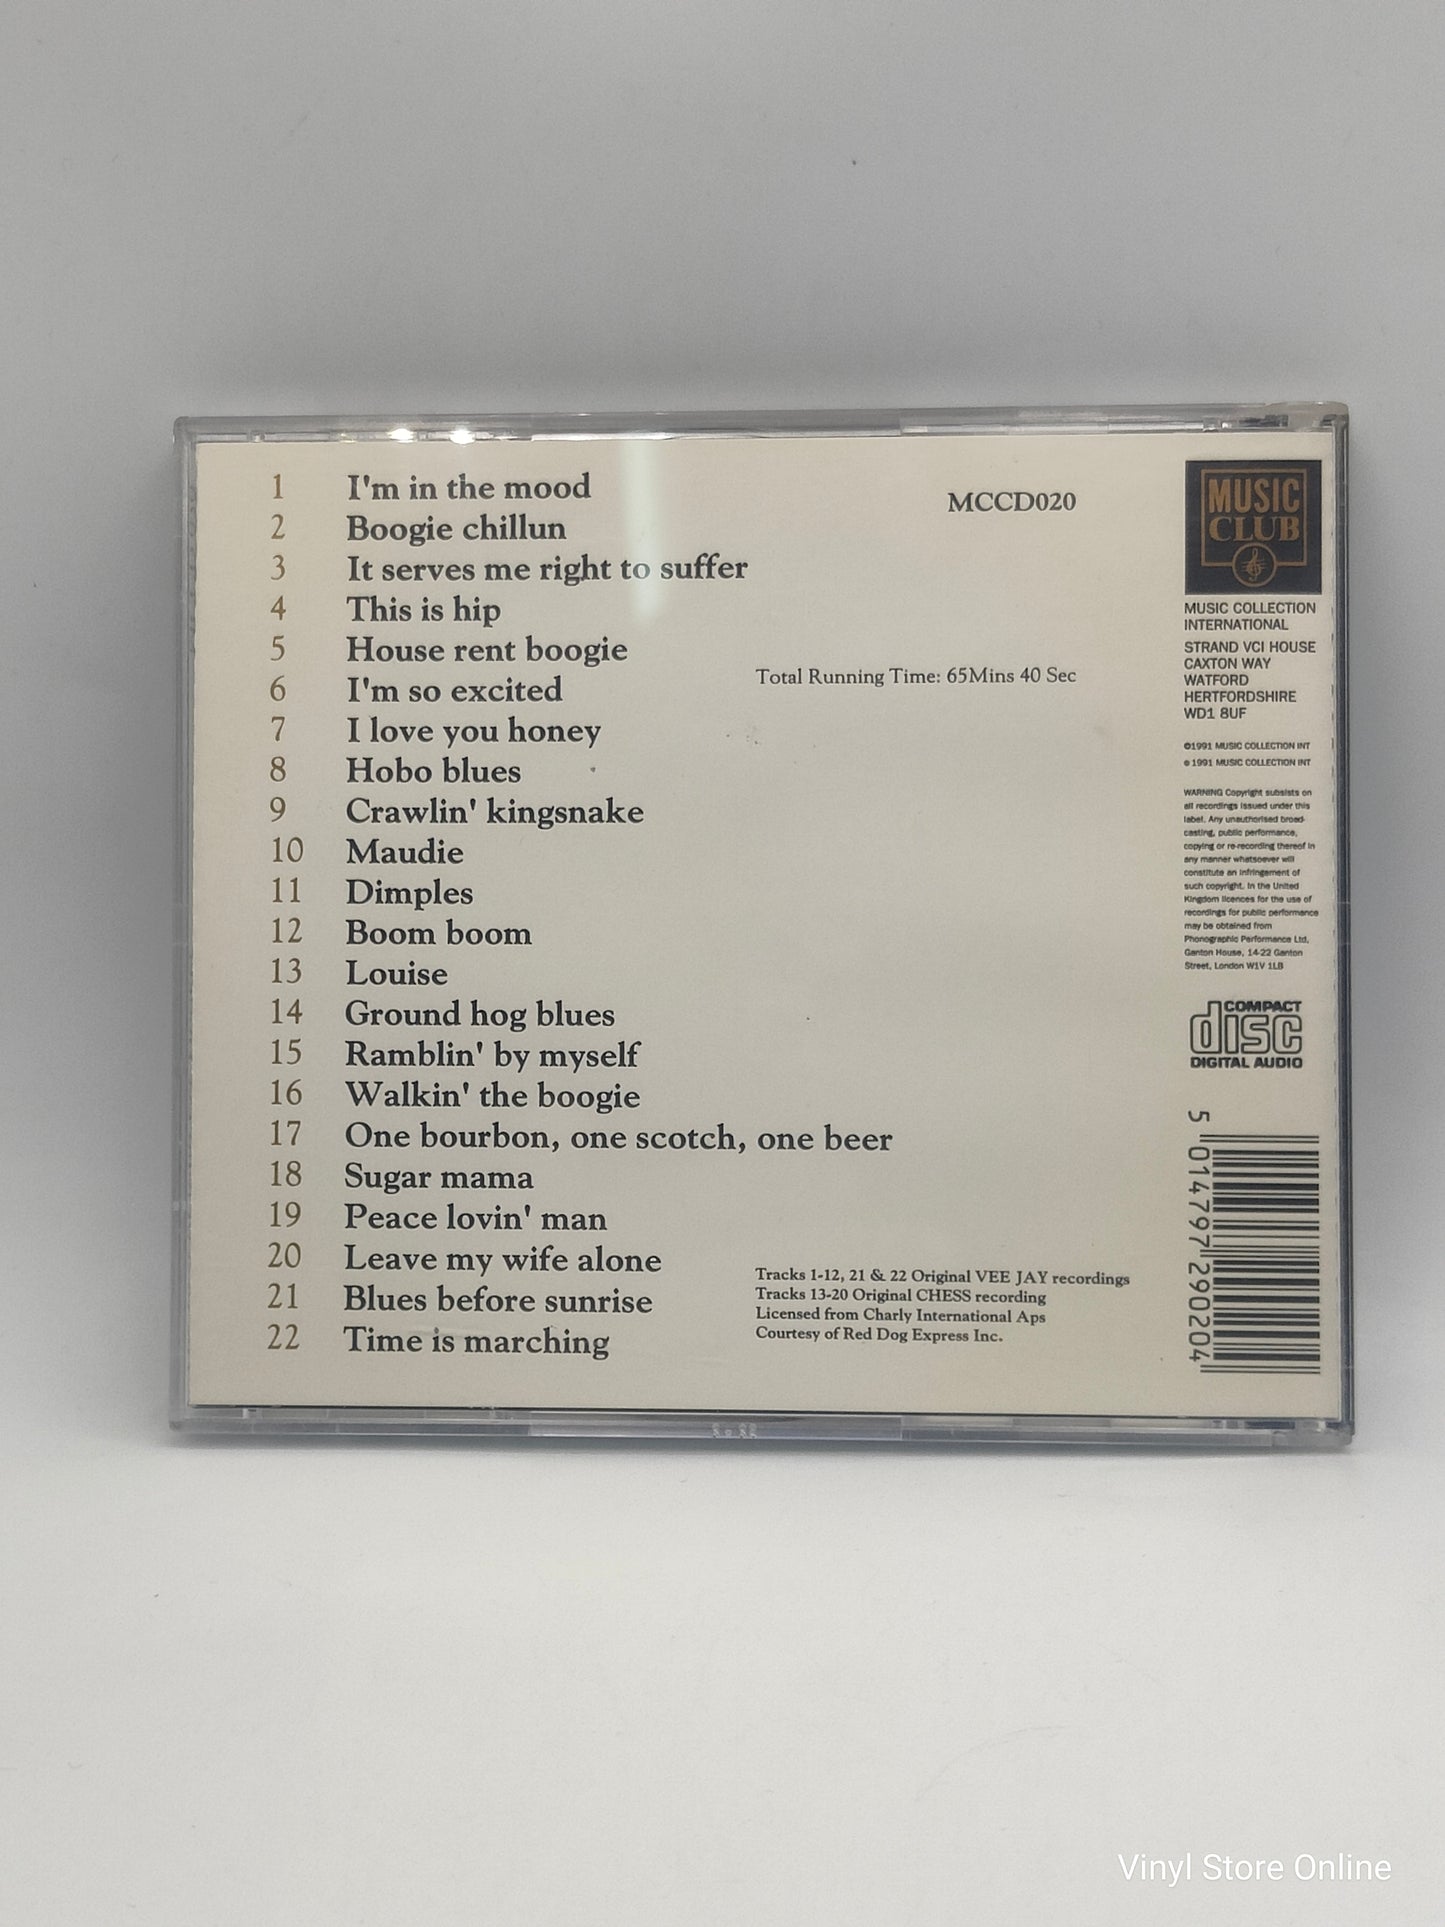 1 I'm in the mood
2 Boogie chillun
3 It serves me right to suffer
4 This is hip
5 House rent boogie
6 I'm so excited
7 I love you honey
8 Hobo blues
9 Crawlin' kingsnake
10 Maudie
11 Dimples
12 Boom boom
13 Louise
14 Ground hog blues
15 Ramblin' by myself
16 Walkin' the boogie
17 One bourbon, one scotch, one beer
18 Sugar mama
19 Peace lovin' man
20 Leave my wife alone
21 Blues before sunrise
22 Time is marching
MCCD020
Total Running Time: 65Mins 40 Sec
Tracks 1-12, 21 & 22 Original VEE JAY recordings
Tracks 13-20 Original CHESS recording
Licensed from Charly International Aps
Courtesy of Red Dog Express Inc.
MUSIC
CLUB
MUSIC COLLECTION
INTERNATIONAL
STRAND VCI HOUSE
CAXTON WAY
WATFORD
HERTFORDSHIRE
WD1 8UF
©1991 MUSIC COLLECTION INT
℗ 1991 MUSIC COLLECTION INT
WARNING Copyright subsists on
all recordings issued under this
label. Any unauthorised broad-
casting, public performance,
copying or re-recording thereof in
any manner whatsoever will
constitute an infringement of
such copyright. In the United
Kingdom licences for the use of
recordings for public performance
may be obtained from
Phonographic Performance Ltd,
Ganton House, 14-22 Ganton
Street, London W1V 1LB
COMPACT
disc
DIGITAL AUDIO
5 014797 290204
Vinyl Store Online